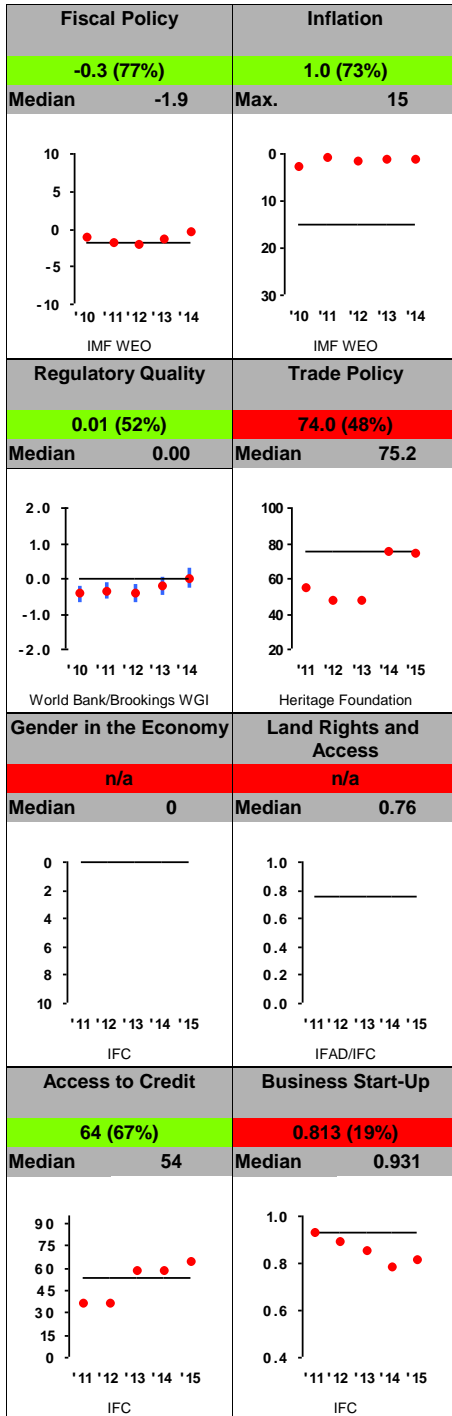 Fiscal Policy
-0.3 (77%)
Median -1.9
10
5
0
-5
-10
'10 '11 '12 '13 '14
IMF WEO
Inflation
1.0 (73%)
Max. 15
0
10
20
30
'10 '11 '12 '13 '14
IMF WEO
Regulatory Quality
0.01 (52%)
Median 0.00
2.0
1.0
0.0
-1.0
-2.0
'10 '11 '12 '13 '14
World Bank/Brookings WGI
Trade Policy
74.0 (48%)
Median 75.2
100
80
60
40
20
'11 '12 '13 '14 '15
Heritage Foundation
Gender in the Economy
n/a
Median 0
0
2
4
6
8
10
'11 '12 '13 '14 '15
IFC
Land Rights and
Access
n/a
Median 0.76
1.0
0.8
0.6
0.4
0.2
0.0
'11 '12 '13 '14 '15
IFAD/IFC
Access to Credit
64 (67%)
Median 54
90
75
60
45
30
15
0
'11 '12 '13 '14 '15
IFC
Business Start-Up
0.813 (19%)
Median 0.931
1.0
0.8
0.6
0.4
'11 '12 '13 '14 '15
IFC